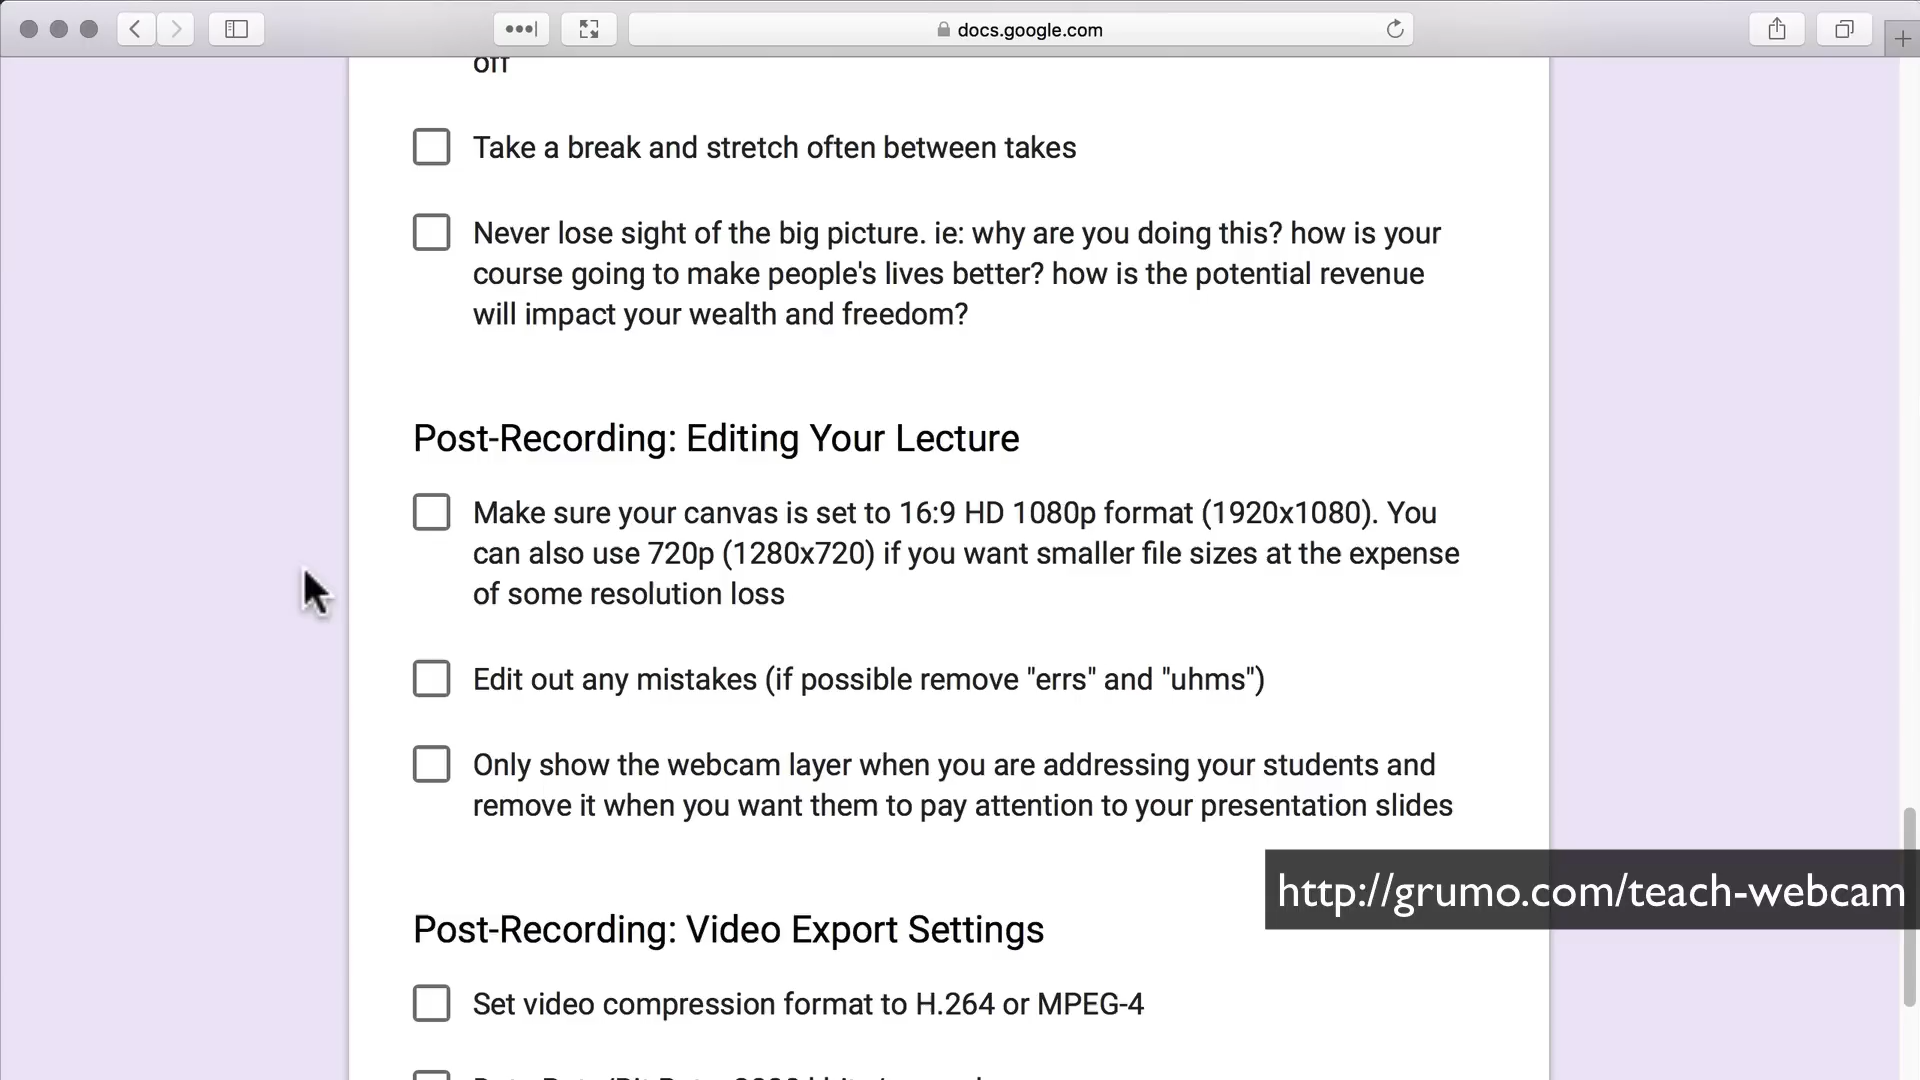 docs.google.com
off
Take a break and stretch often between takes
Never lose sight of the big picture. ie: why are you doing this? how is your
course going to make people's lives better? how is the potential revenue
will impact your wealth and freedom?
Post-Recording: Editing Your Lecture
Make sure your canvas is set to 16:9 HD 1080p format (1920x1080). You
can also use 720p (1280x720) if you want smaller file sizes at the expense
of some resolution loss
Edit out any mistakes (if possible remove "errs" and "uhms")
Only show the webcam layer when you are addressing your students and
remove it when you want them to pay attention to your presentation slides
http://grumo.com/teach-webcam
Post-Recording: Video Export Settings
Set video compression format to H.264 or MPEG-4